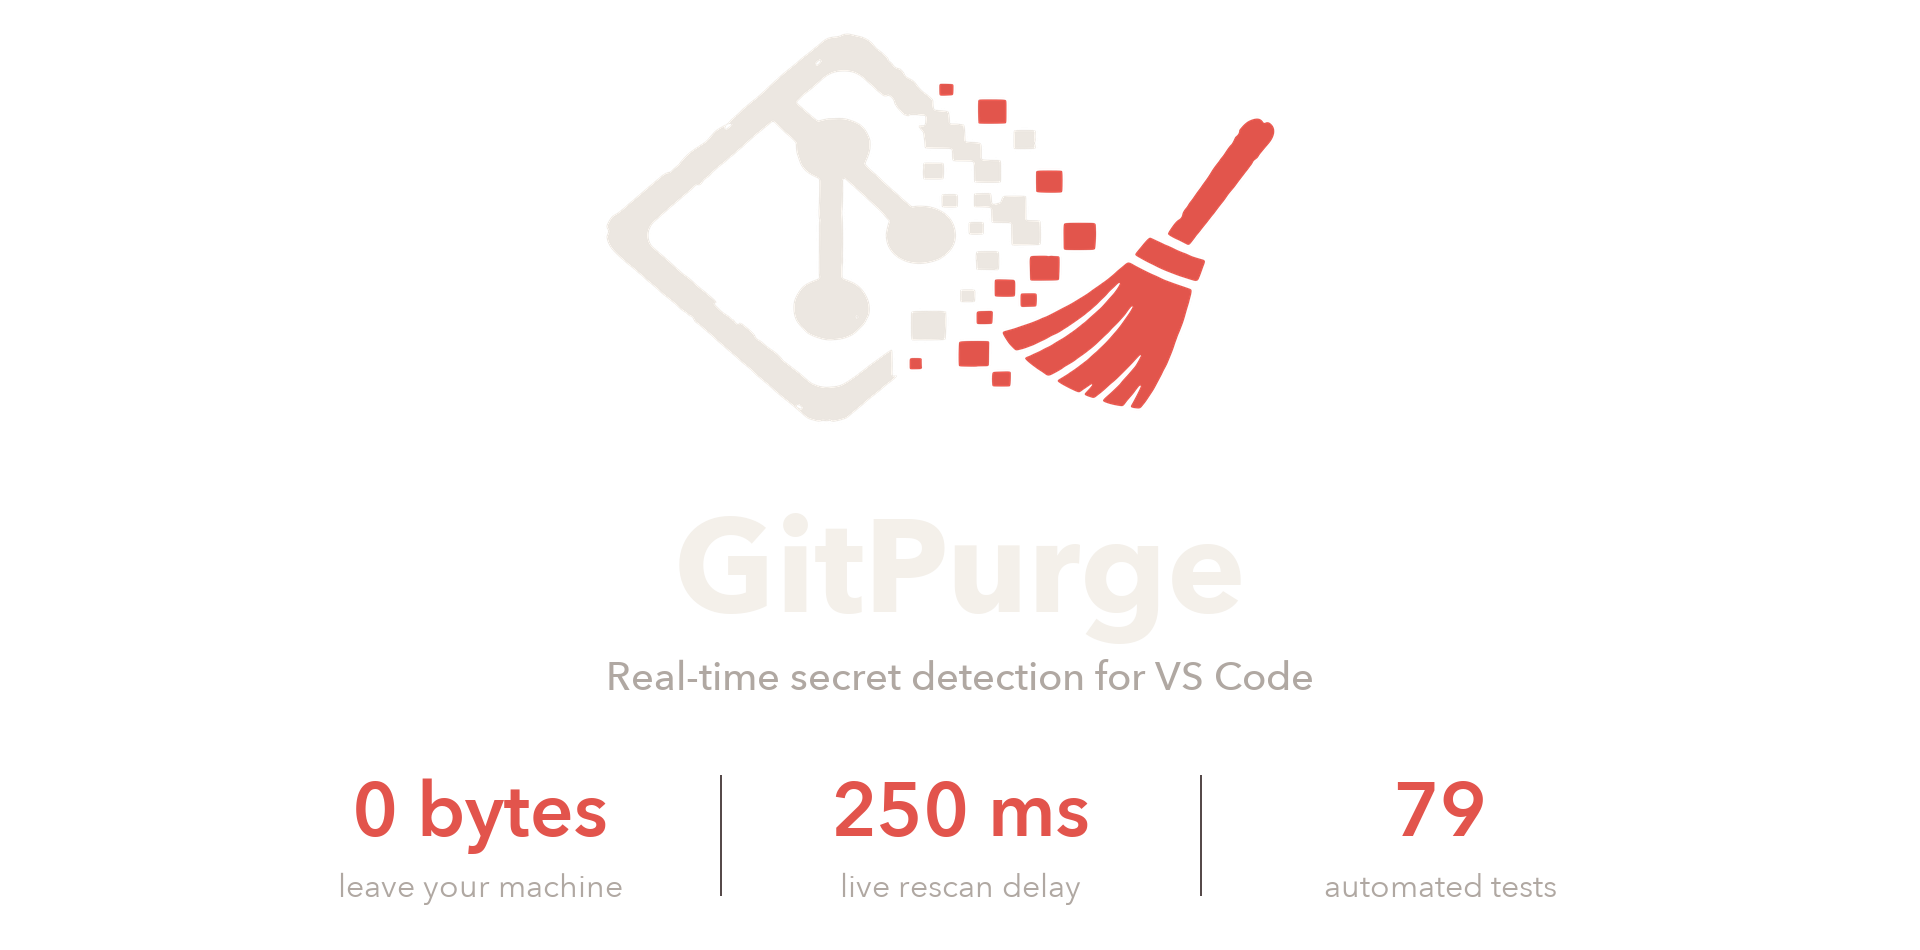 GitPurge
Real-time secret detection for VS Code
0 bytes
leave your machine
250 ms
live rescan delay
79
automated tests